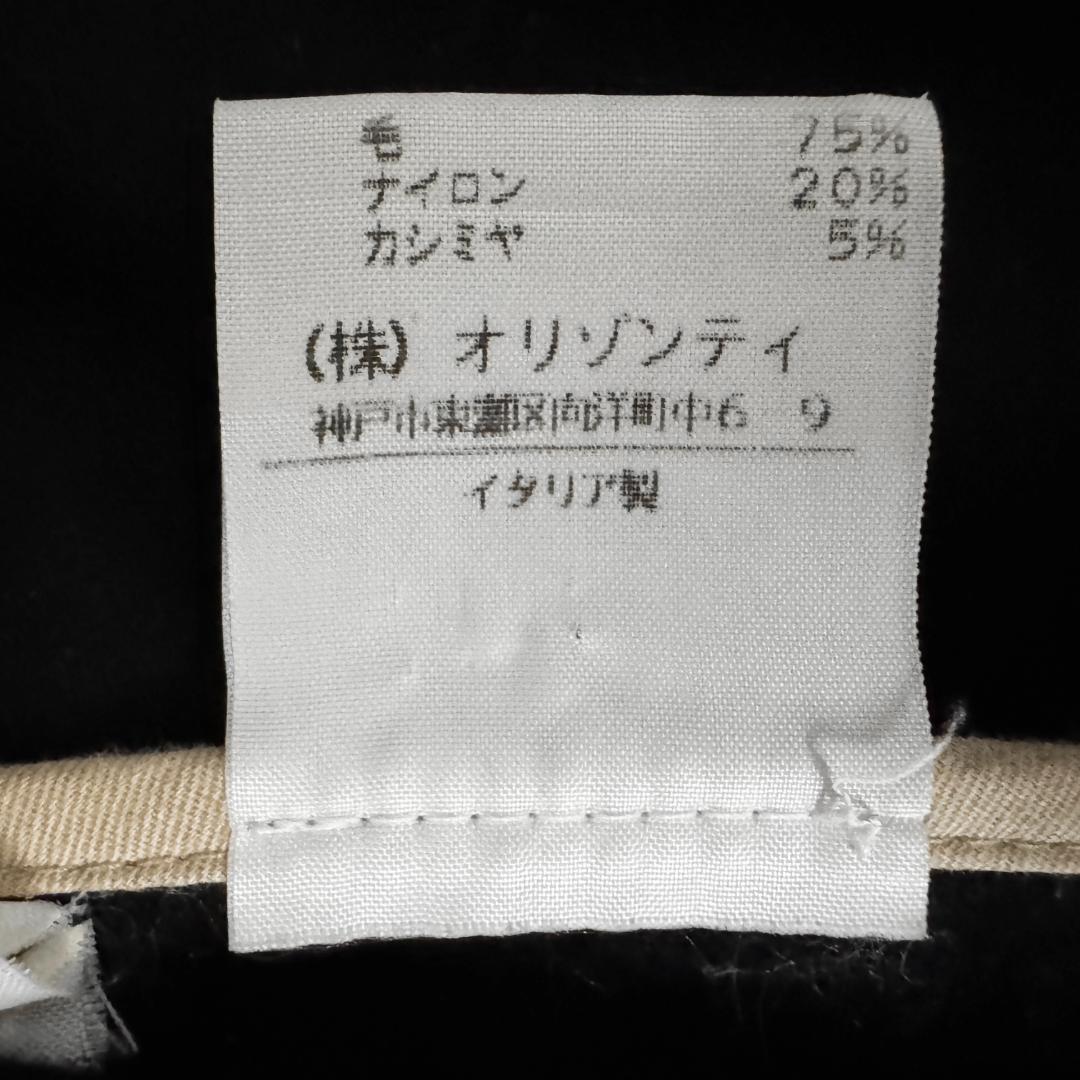 毛 75%
ナイロン 20%
カシミヤ 5%
(株) オリゾンティ
神戸市東灘区向洋町中6 9
イタリア製